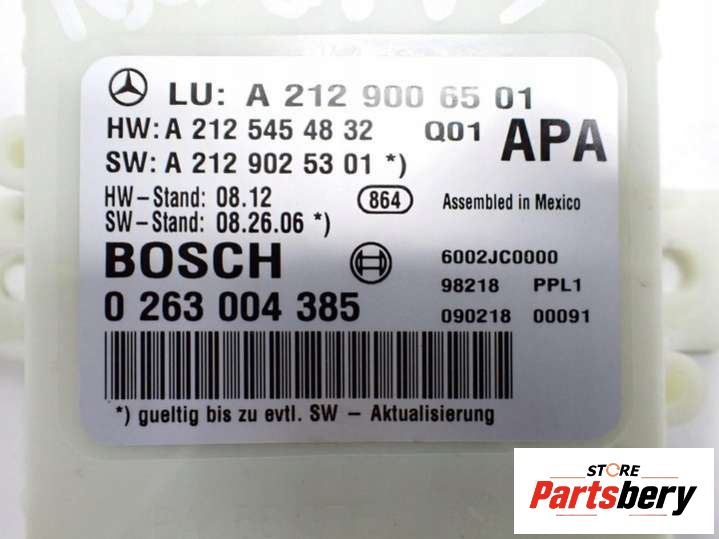 LU: A 212 900 65 01
HW: A 212 545 48 32 Q01 APA
SW: A 212 902 53 01 *)
HW–Stand: 08.12 864 Assembled in Mexico
SW–Stand: 08.26.06 *)
BOSCH 6002JC0000
98218 PPL1
0 263 004 385 090218 00091
*) gueltig bis zu evtl. SW – Aktualisierung
STORE
Partsbery